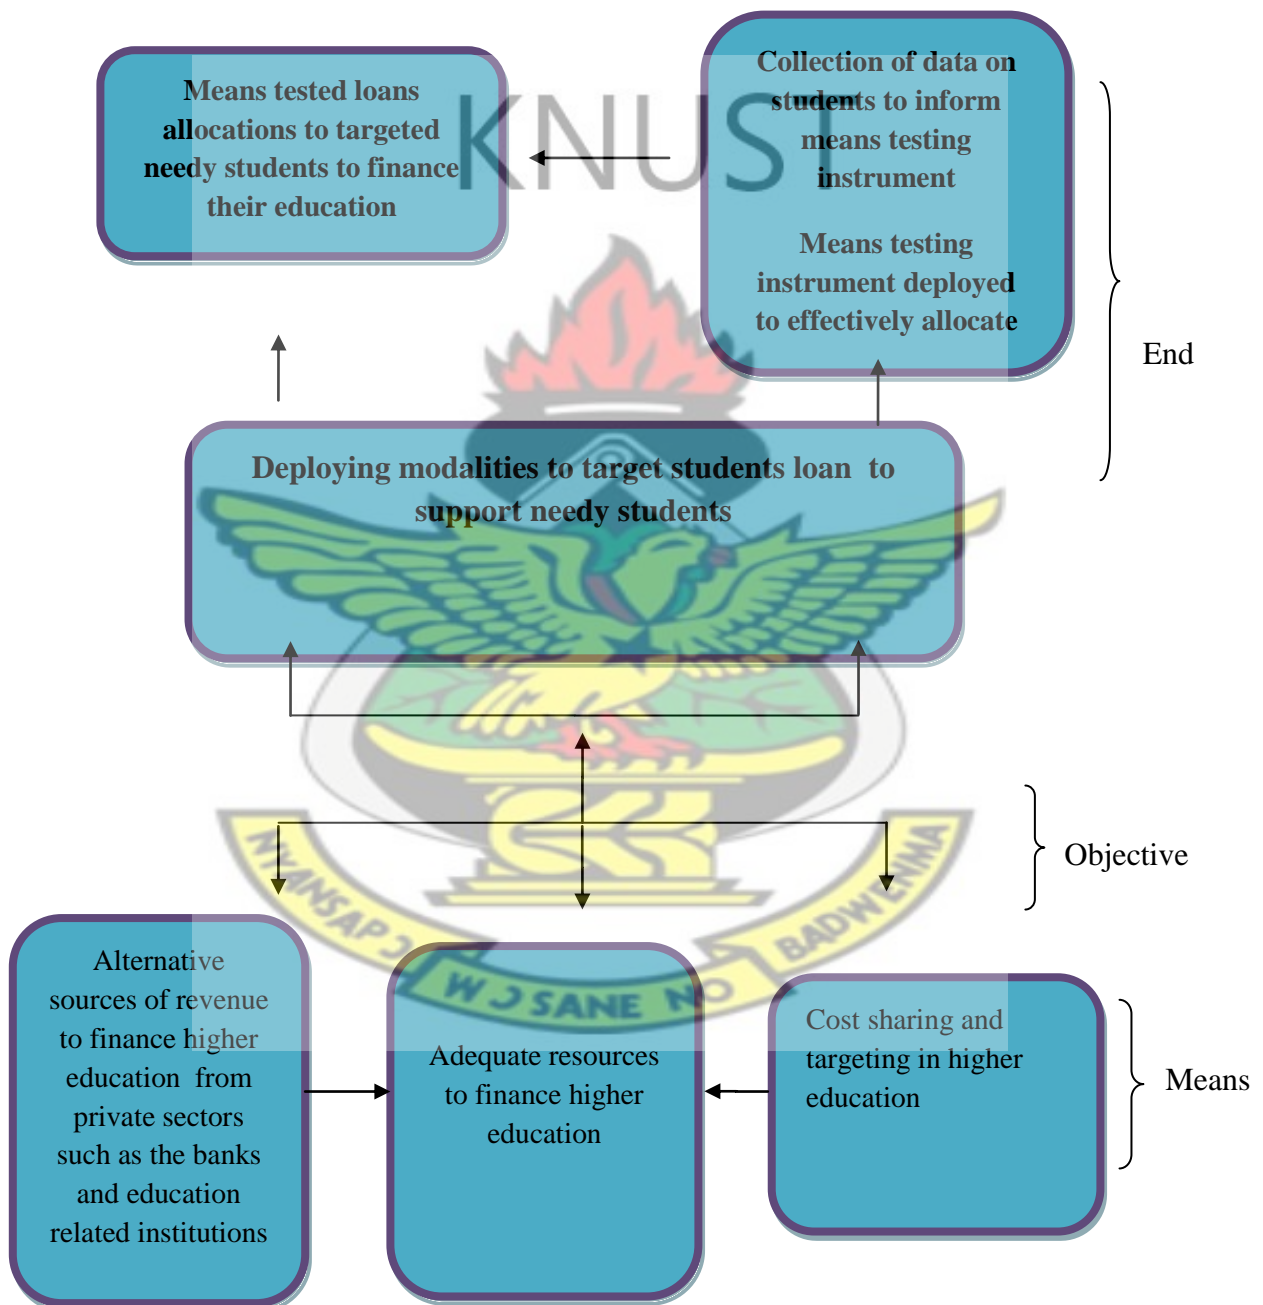 Means tested loans
allocations to targeted
needy students to finance
their education
Collection of data on
students to inform
means testing
instrument
Means testing
instrument deployed
to effectively allocate
KNUST
End
Deploying modalities to target students loan to
support needy students
Objective
NYANSAPƆ WƆSANE NO BADWENMA
Alternative
sources of revenue
to finance higher
education from
private sectors
such as the banks
and education
related institutions
Adequate resources
to finance higher
education
Cost sharing and
targeting in higher
education
Means